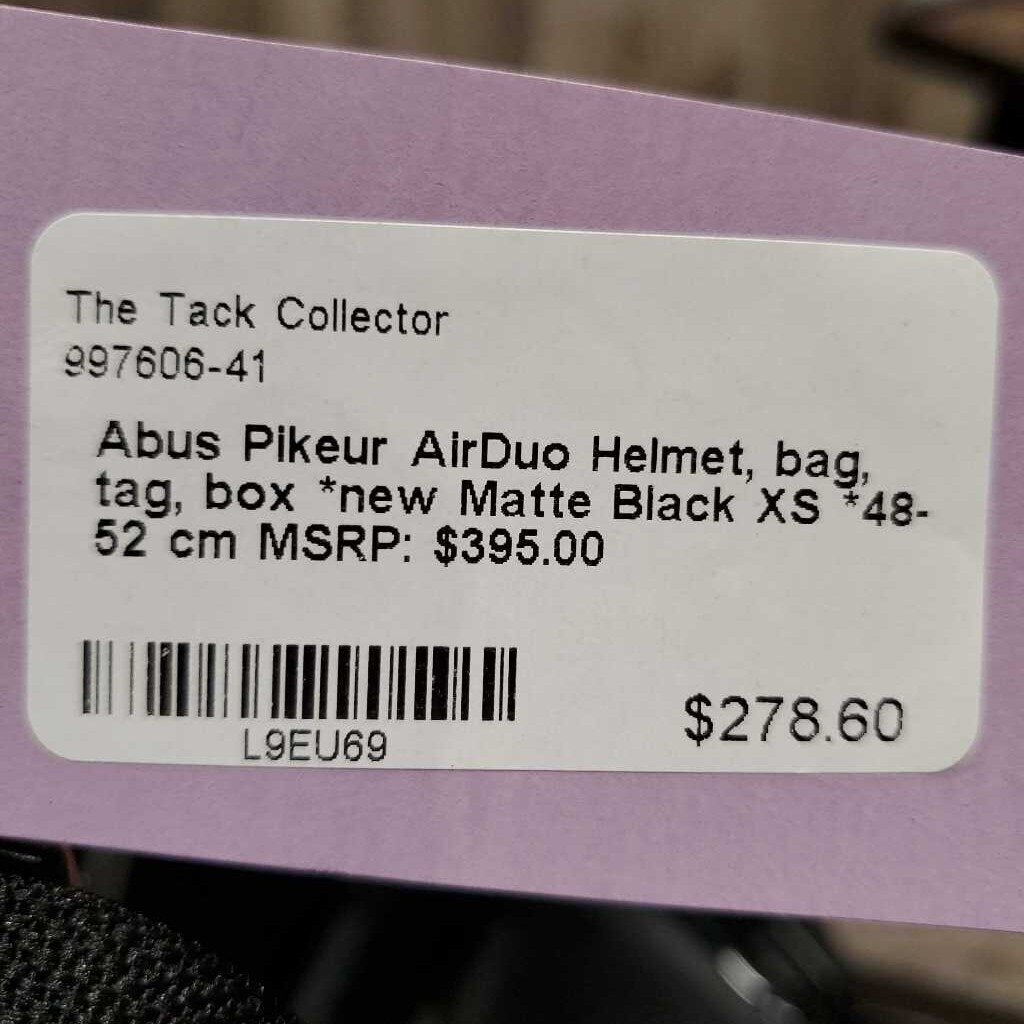 The Tack Collector
997606-41
Abus Pikeur AirDuo Helmet, bag,
tag, box *new Matte Black XS *48-
52 cm MSRP: $395.00
L9EU69
$278.60